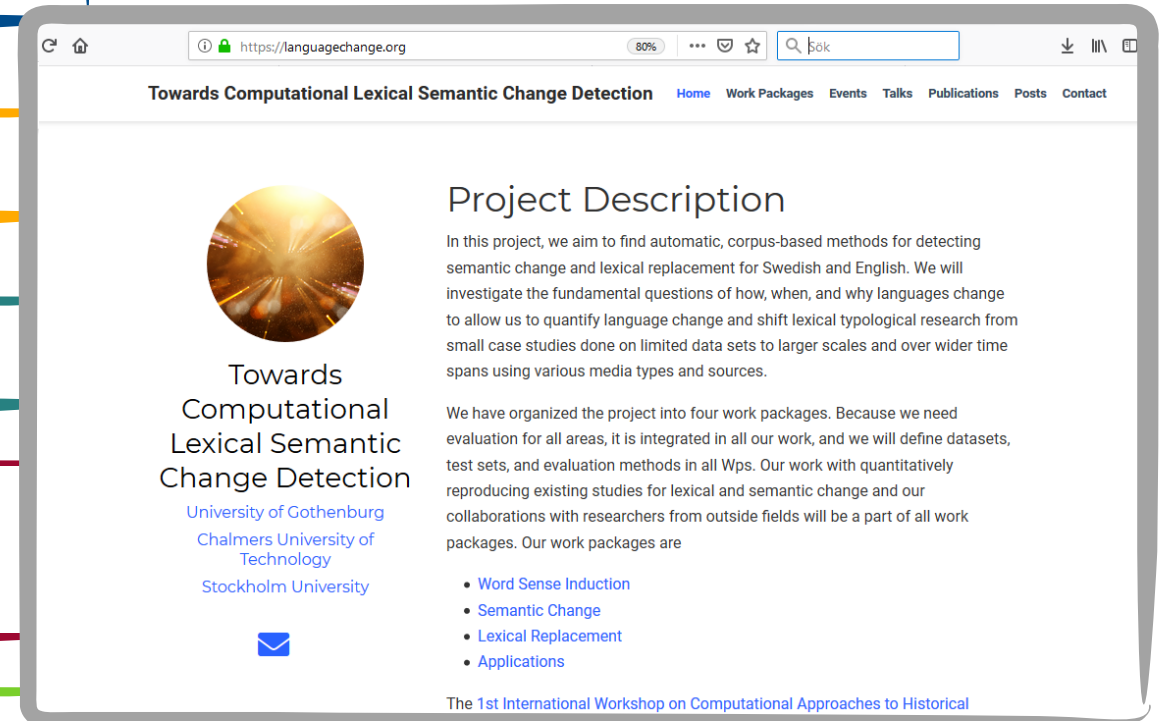 https://languagechange.org
80%
Sök
Towards Computational Lexical Semantic Change Detection
Home Work Packages Events Talks Publications Posts Contact
Towards
Computational
Lexical Semantic
Change Detection
University of Gothenburg
Chalmers University of
Technology
Stockholm University
Project Description
In this project, we aim to find automatic, corpus-based methods for detecting
semantic change and lexical replacement for Swedish and English. We will
investigate the fundamental questions of how, when, and why languages change
to allow us to quantify language change and shift lexical typological research from
small case studies done on limited data sets to larger scales and over wider time
spans using various media types and sources.
We have organized the project into four work packages. Because we need
evaluation for all areas, it is integrated in all our work, and we will define datasets,
test sets, and evaluation methods in all Wps. Our work with quantitatively
reproducing existing studies for lexical and semantic change and our
collaborations with researchers from outside fields will be a part of all work
packages. Our work packages are
• Word Sense Induction
• Semantic Change
• Lexical Replacement
• Applications
The 1st International Workshop on Computational Approaches to Historical